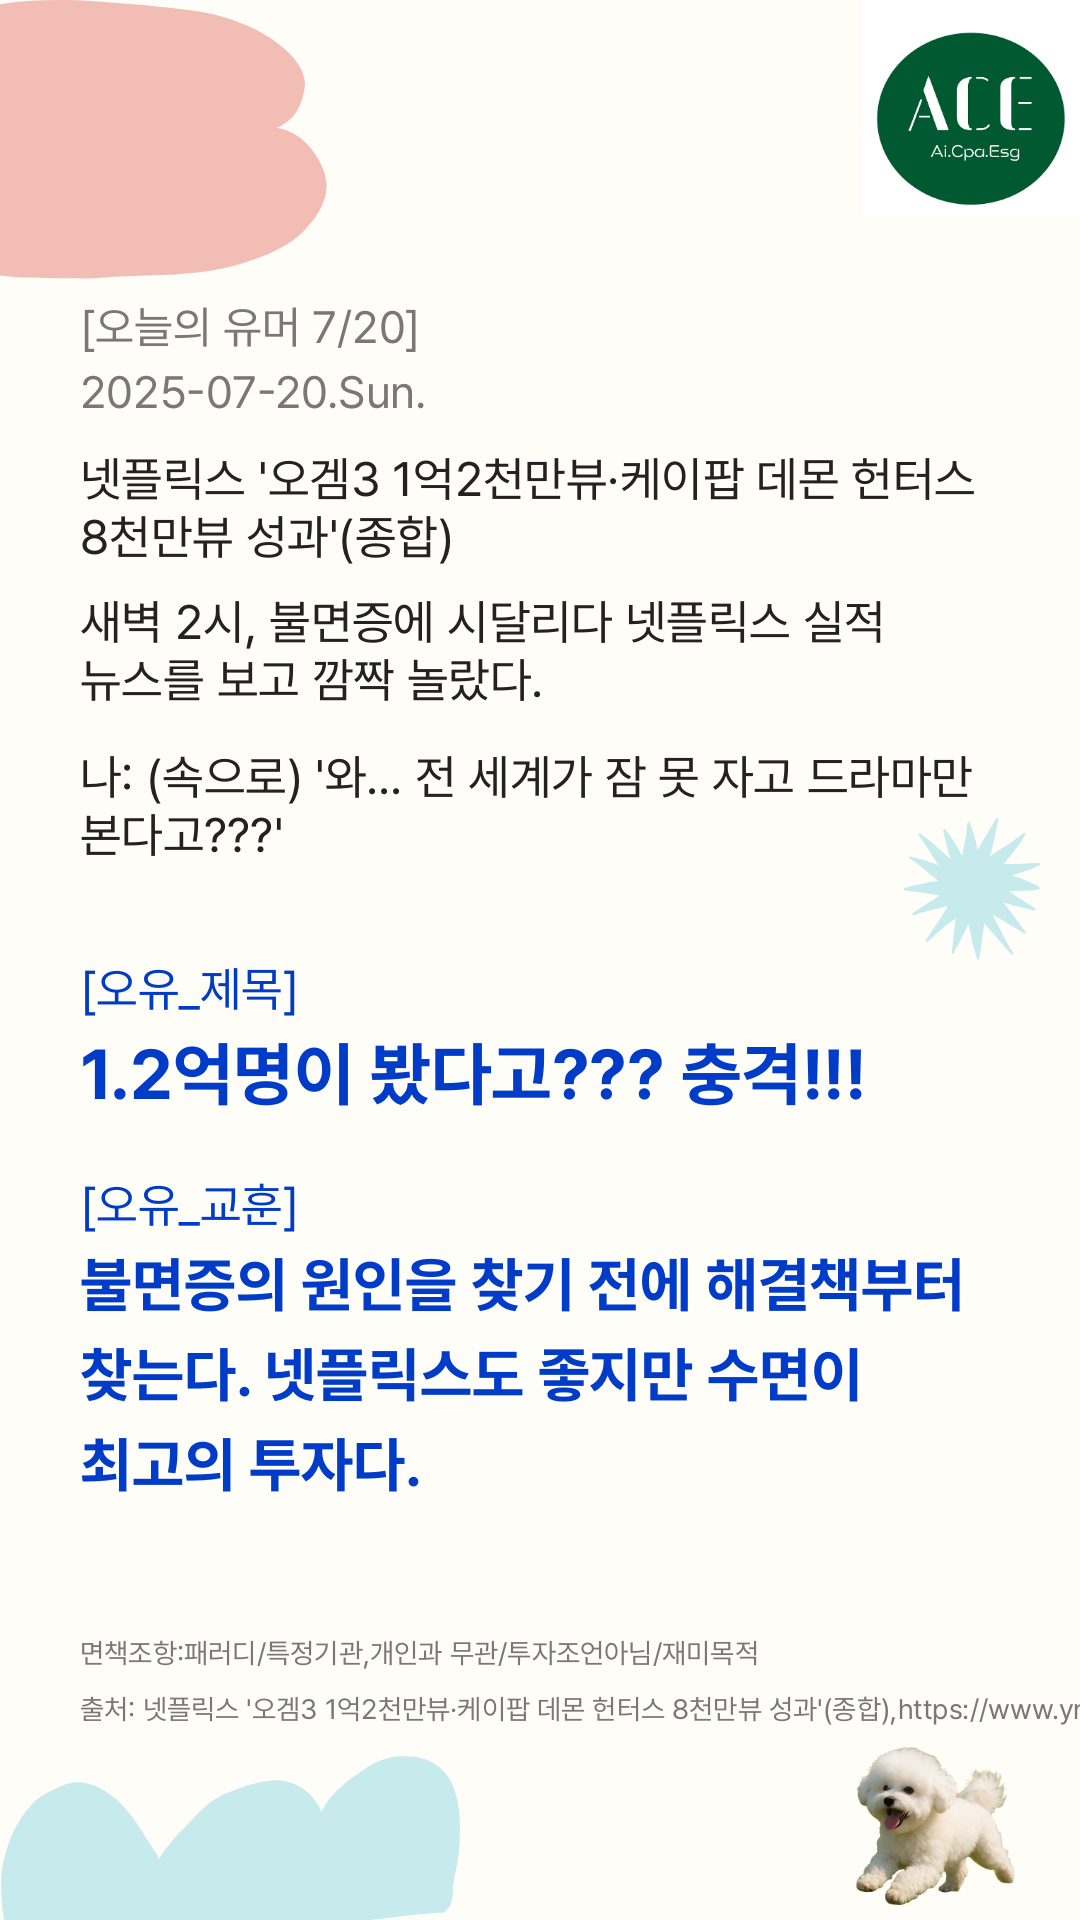 ACE
Ai.Cpa.Esg
[오늘의 유머 7/20]
2025-07-20.Sun.
넷플릭스 '오겜3 1억2천만뷰·케이팝 데몬 헌터스
8천만뷰 성과'(종합)
새벽 2시, 불면증에 시달리다 넷플릭스 실적
뉴스를 보고 깜짝 놀랐다.
나: (속으로) '와... 전 세계가 잠 못 자고 드라마만
본다고???'
[오유_제목]
1.2억명이 봤다고??? 충격!!!
[오유_교훈]
불면증의 원인을 찾기 전에 해결책부터
찾는다. 넷플릭스도 좋지만 수면이
최고의 투자다.
면책조항:패러디/특정기관,개인과 무관/투자조언아님/재미목적
출처: 넷플릭스 '오겜3 1억2천만뷰·케이팝 데몬 헌터스 8천만뷰 성과'(종합),https://www.yn